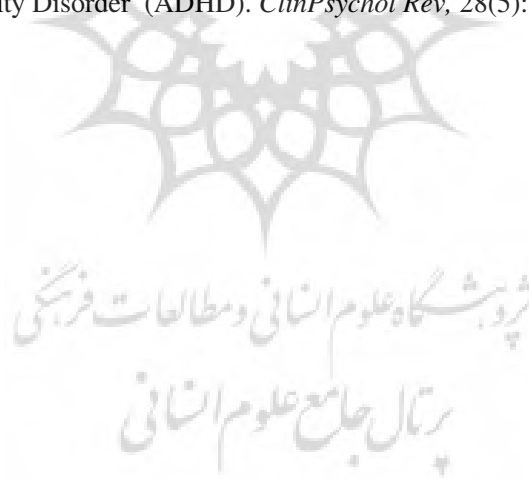 ity Disorder (ADHD). ClinPsychol Rev, 28(5):
پژوهشگاه علوم انسانی و مطالعات فرهنگی
پرتال جامع علوم انسانی